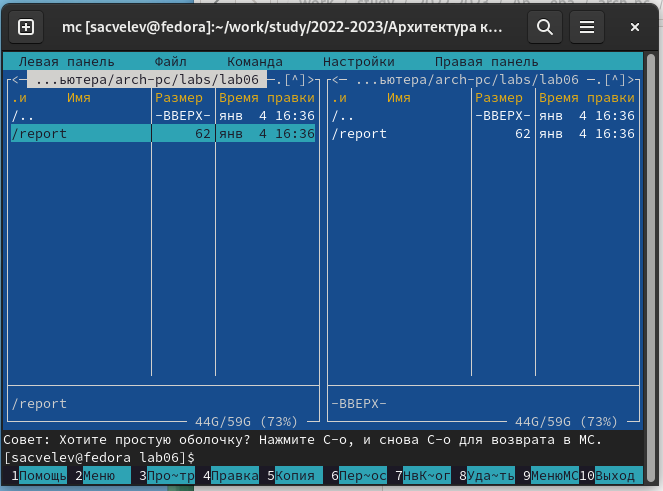 mc [sacvelev@fedora]:~/work/study/2022-2023/Архитектура к...
Левая панель Файл Команда Настройки Правая панель
<— ...ьютера/arch-pc/labs/lab06 —.[^]> <— ...ьютера/arch-pc/labs/lab06 —.[^]>
.и Имя Размер Время правки .и Имя Размер Время правки
/.. -ВВЕРХ- янв 4 16:36 /.. -ВВЕРХ- янв 4 16:36
/report 62 янв 4 16:36 /report 62 янв 4 16:36
/report -ВВЕРХ-
44G/59G (73%) 44G/59G (73%)
Совет: Хотите простую оболочку? Нажмите C-o, и снова C-o для возврата в MC.
[sacvelev@fedora lab06]$
1Помощь 2Меню 3Про~тр 4Правка 5Копия 6Пер~ос 7НвК~ог 8Уда~ть 9МенюMC 10Выход